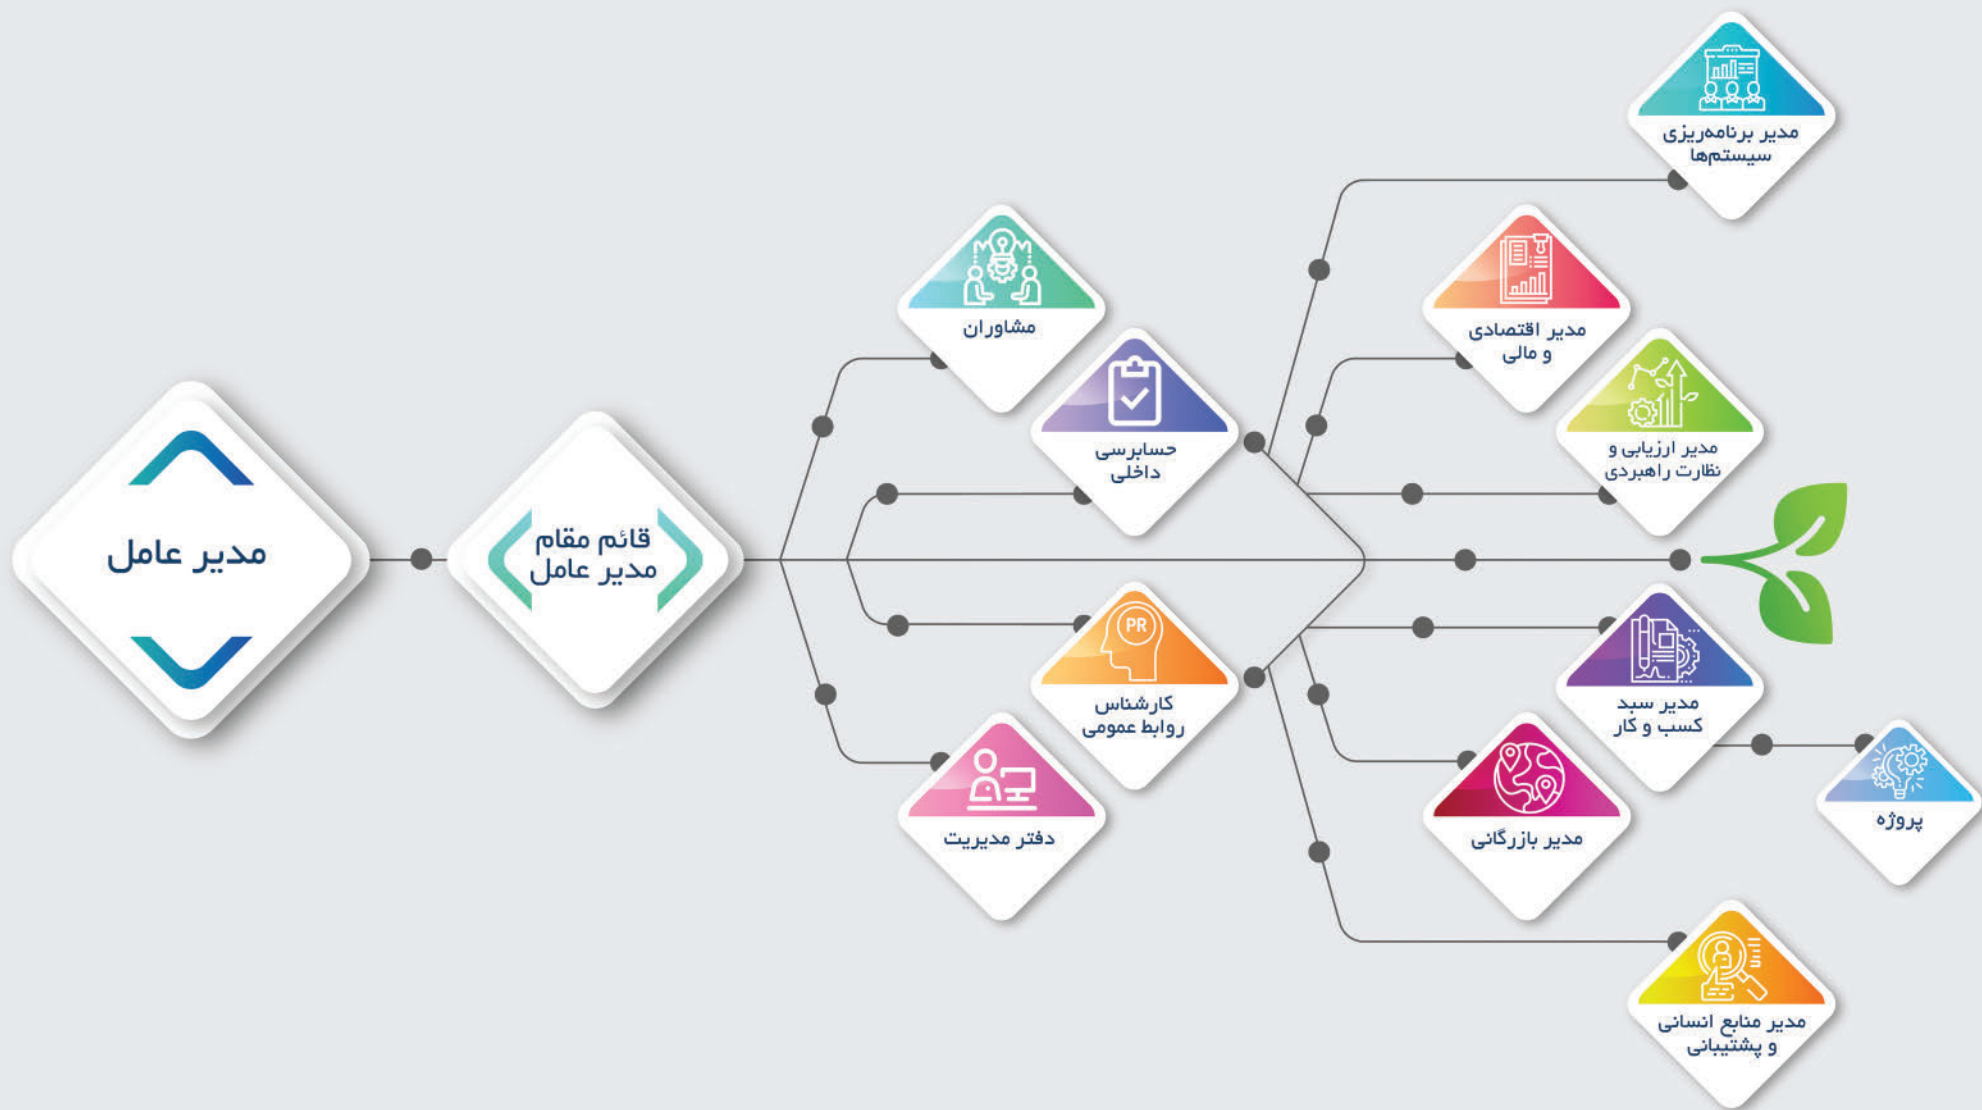 مدیر عامل
قائم مقام
مدیر عامل
مشاوران
حسابرسی
داخلی
PR
کارشناس
روابط عمومی
دفتر مدیریت
مدیر برنامه‌ریزی
سیستم‌ها
مدیر اقتصادی
و مالی
مدیر ارزیابی و
نظارت راهبردی
مدیر سبد
کسب و کار
پروژه
مدیر بازرگانی
مدیر منابع انسانی
و پشتیبانی